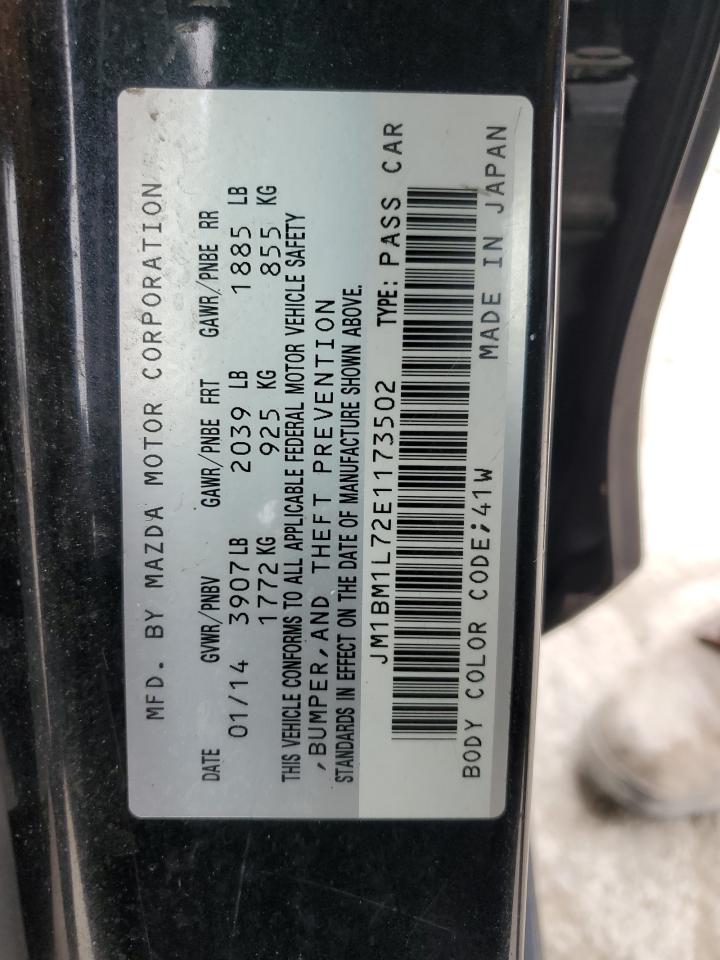 MFD. BY MAZDA MOTOR CORPORATION
DATE GVWR/PNBV GAWR/PNBE FRT GAWR/PNBE RR
01/14 3907 LB 2039 LB 1885 LB
1772 KG 925 KG 855 KG
THIS VEHICLE CONFORMS TO ALL APPLICABLE FEDERAL MOTOR VEHICLE SAFETY
,BUMPER,AND THEFT PREVENTION
STANDARDS IN EFFECT ON THE DATE OF MANUFACTURE SHOWN ABOVE.
JM1BM1L72E1173502 TYPE: PASS CAR
BODY COLOR CODE;41W MADE IN JAPAN